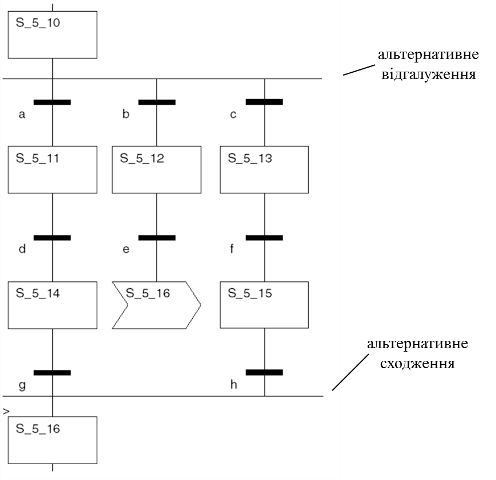 S_5_10
альтернативне
відгалуження
a
b
c
S_5_11
S_5_12
S_5_13
d
e
f
S_5_14
S_5_16
S_5_15
альтернативне
сходження
g
h
>
S_5_16